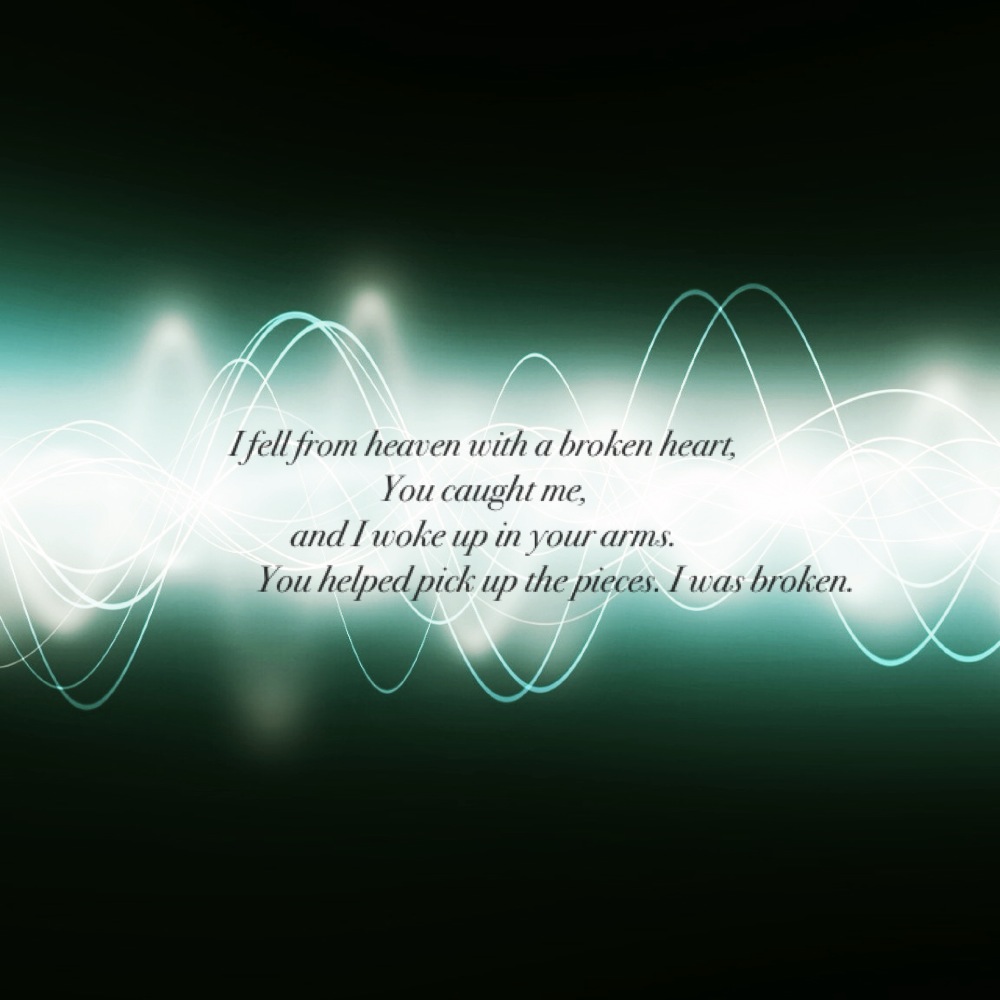 I fell from heaven with a broken heart,
You caught me,
and I woke up in your arms.
You helped pick up the pieces. I was broken.